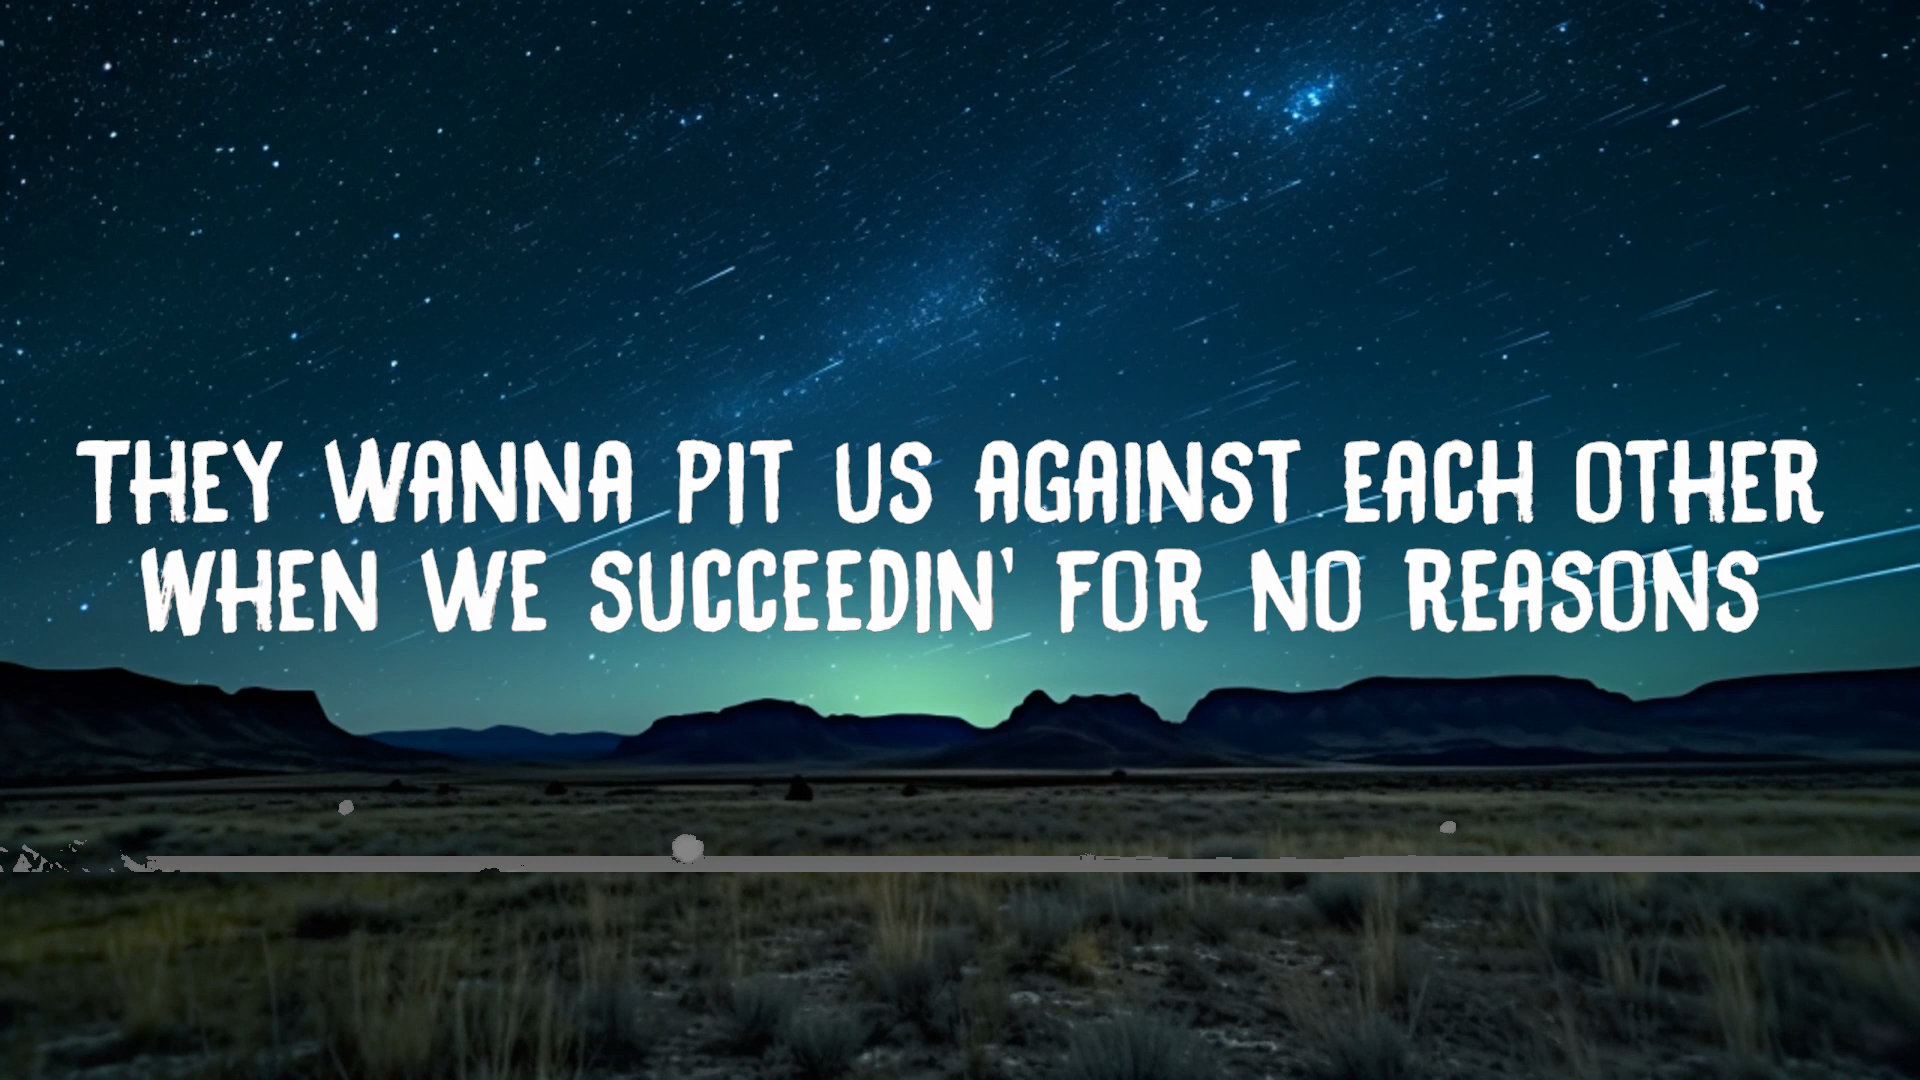 THEY WANNA PIT US AGAINST EACH OTHER
WHEN WE SUCCEEDIN' FOR NO REASONS